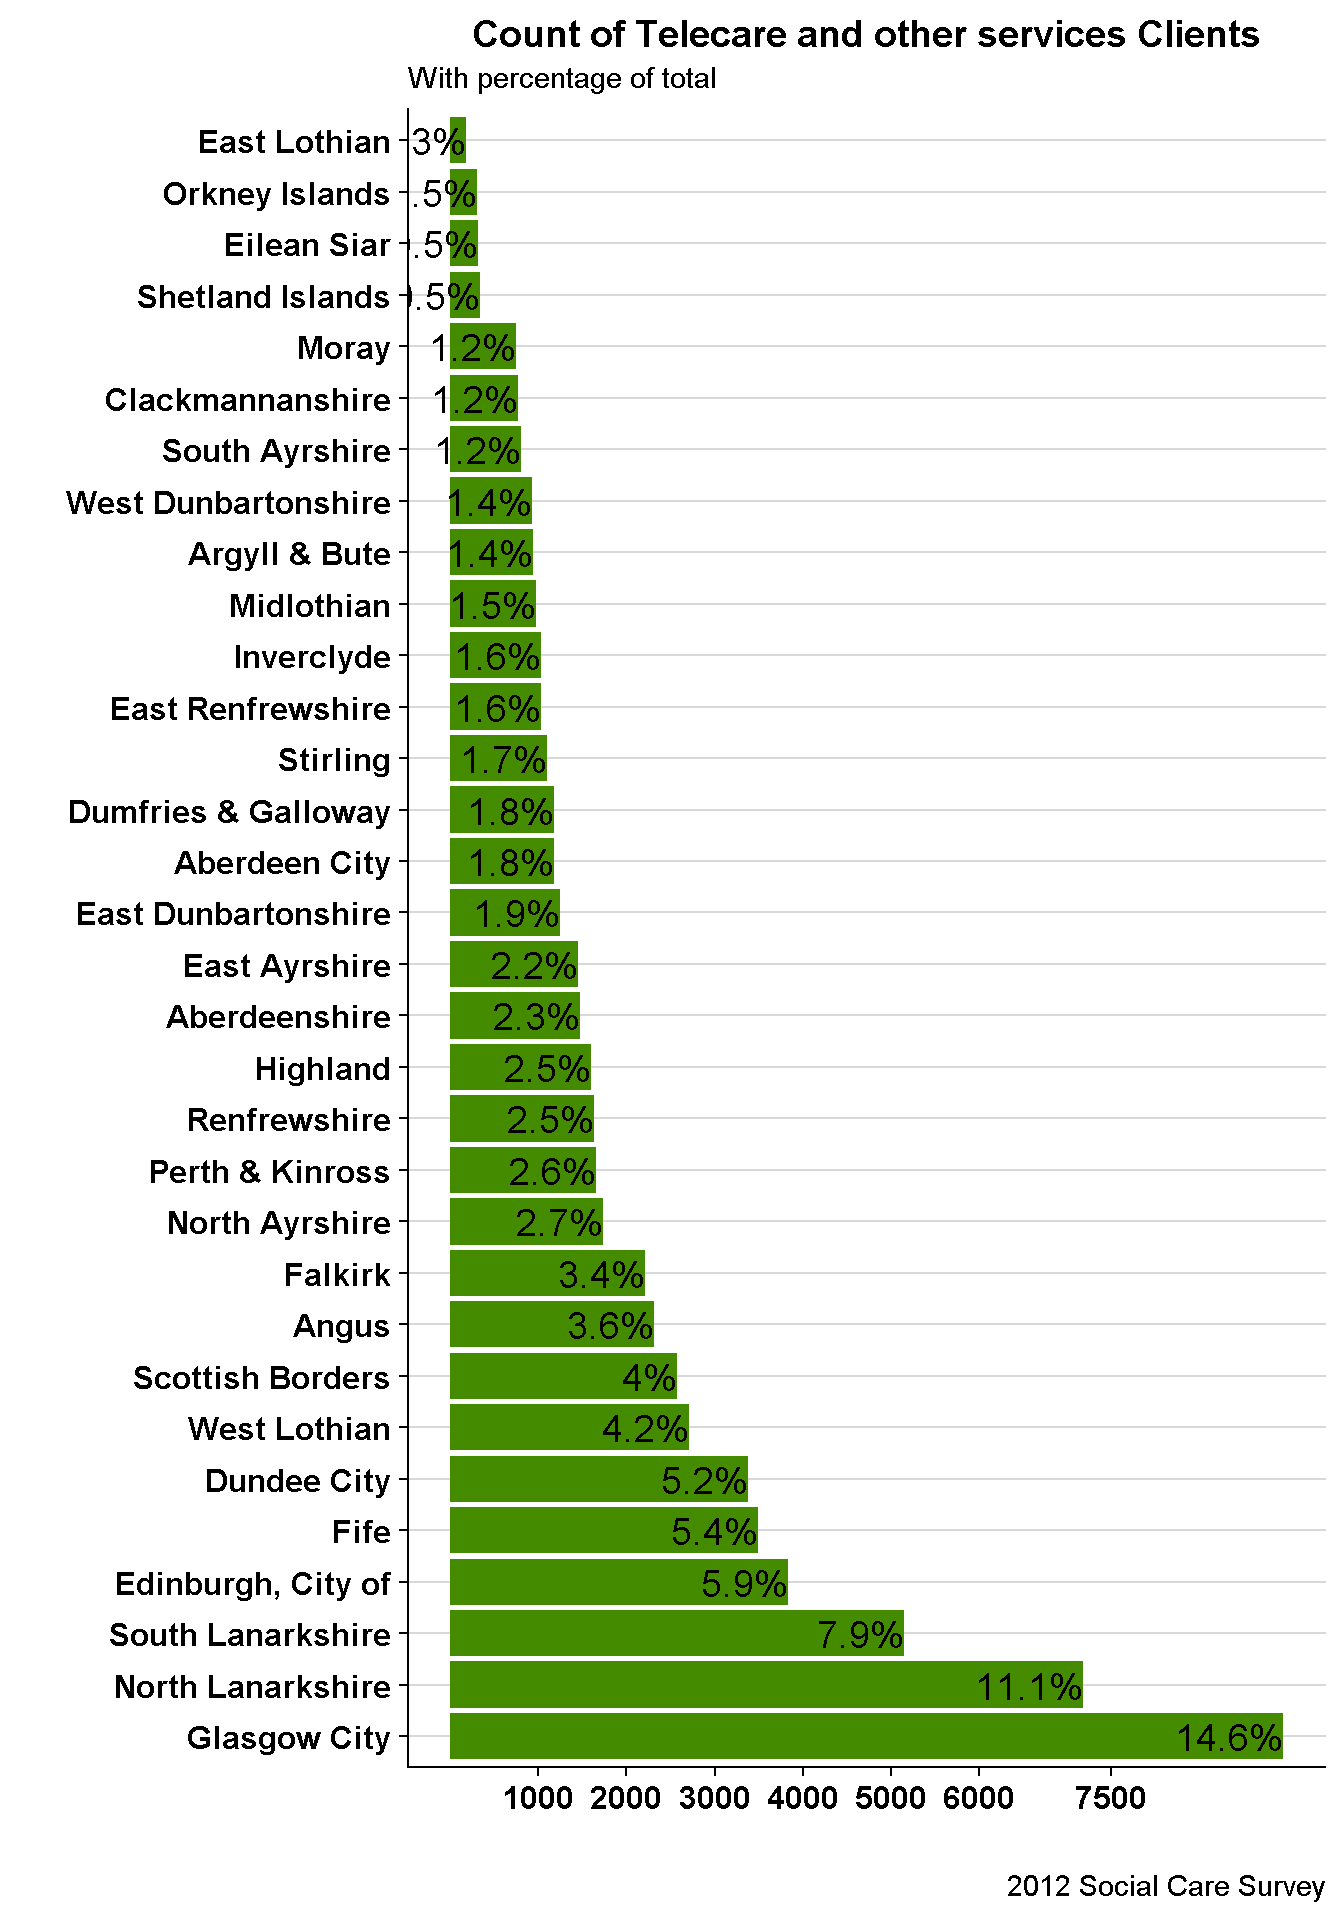 Count of Telecare and other services Clients
With percentage of total
East Lothian 3%
Orkney Islands .5%
Eilean Siar .5%
Shetland Islands .5%
Moray 1.2%
Clackmannanshire 1.2%
South Ayrshire 1.2%
West Dunbartonshire 1.4%
Argyll & Bute 1.4%
Midlothian 1.5%
Inverclyde 1.6%
East Renfrewshire 1.6%
Stirling 1.7%
Dumfries & Galloway 1.8%
Aberdeen City 1.8%
East Dunbartonshire 1.9%
East Ayrshire 2.2%
Aberdeenshire 2.3%
Highland 2.5%
Renfrewshire 2.5%
Perth & Kinross 2.6%
North Ayrshire 2.7%
Falkirk 3.4%
Angus 3.6%
Scottish Borders 4%
West Lothian 4.2%
Dundee City 5.2%
Fife 5.4%
Edinburgh, City of 5.9%
South Lanarkshire 7.9%
North Lanarkshire 11.1%
Glasgow City 14.6%
1000 2000 3000 4000 5000 6000 7500
2012 Social Care Survey